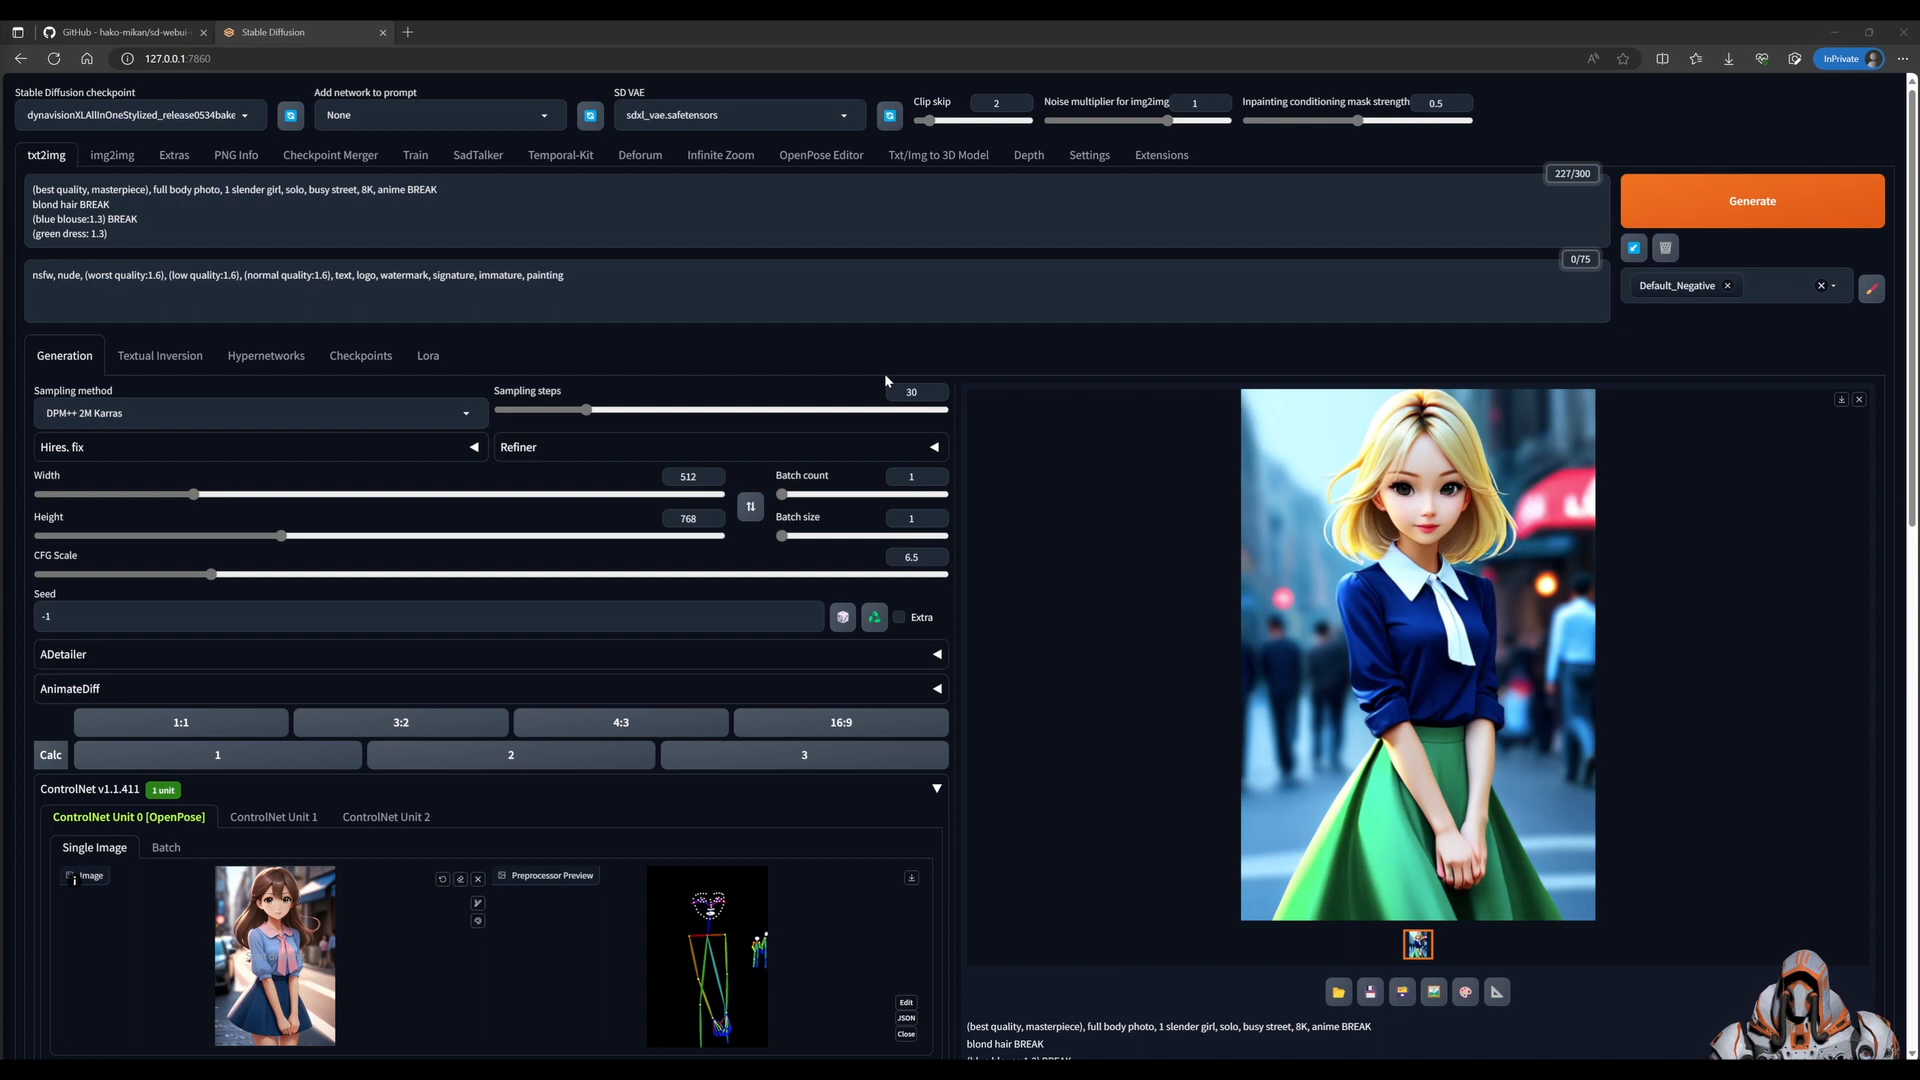 GitHub - hako-mikan/sd-webui-
Stable Diffusion
127.0.0.1:7860
InPrivate
Stable Diffusion checkpoint
Add network to prompt
SD VAE
Clip skip
2
Noise multiplier for img2img
1
Inpainting conditioning mask strength
0.5
dynavisionXLAllInOneStylized_release0534bake
None
sdxl_vae.safetensors
txt2img
img2img
Extras
PNG Info
Checkpoint Merger
Train
SadTalker
Temporal-Kit
Deforum
Infinite Zoom
OpenPose Editor
Txt/Img to 3D Model
Depth
Settings
Extensions
227/300
(best quality, masterpiece), full body photo, 1 slender girl, solo, busy street, 8K, anime BREAK
blond hair BREAK
(blue blouse:1.3) BREAK
(green dress: 1.3)
Generate
0/75
nsfw, nude, (worst quality:1.6), (low quality:1.6), (normal quality:1.6), text, logo, watermark, signature, immature, painting
Default_Negative
Generation
Textual Inversion
Hypernetworks
Checkpoints
Lora
Sampling method
Sampling steps
30
DPM++ 2M Karras
Hires. fix
Refiner
Width
512
Batch count
1
Height
768
Batch size
1
CFG Scale
6.5
Seed
-1
Extra
ADetailer
AnimateDiff
1:1
3:2
4:3
16:9
Calc
1
2
3
ControlNet v1.1.411
1 unit
ControlNet Unit 0 [OpenPose]
ControlNet Unit 1
ControlNet Unit 2
Single Image
Batch
Image
Preprocessor Preview
Edit
JSON
Close
(best quality, masterpiece), full body photo, 1 slender girl, solo, busy street, 8K, anime BREAK
blond hair BREAK